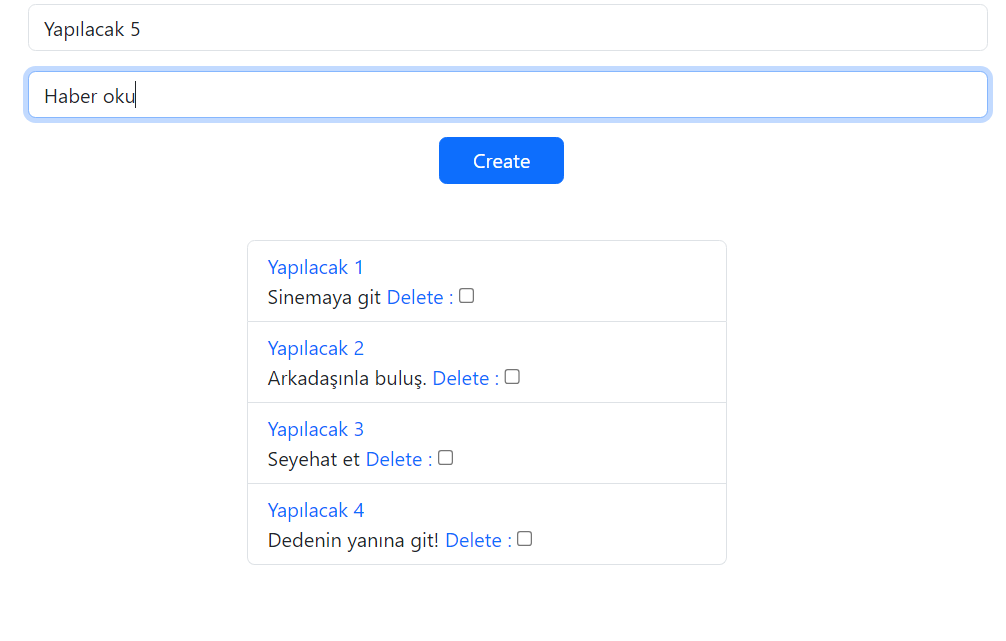 Yapılacak 5
Haber oku
Create
Yapılacak 1
Sinemaya git Delete :
Yapılacak 2
Arkadaşınla buluş. Delete :
Yapılacak 3
Seyehat et Delete :
Yapılacak 4
Dedenin yanına git! Delete :